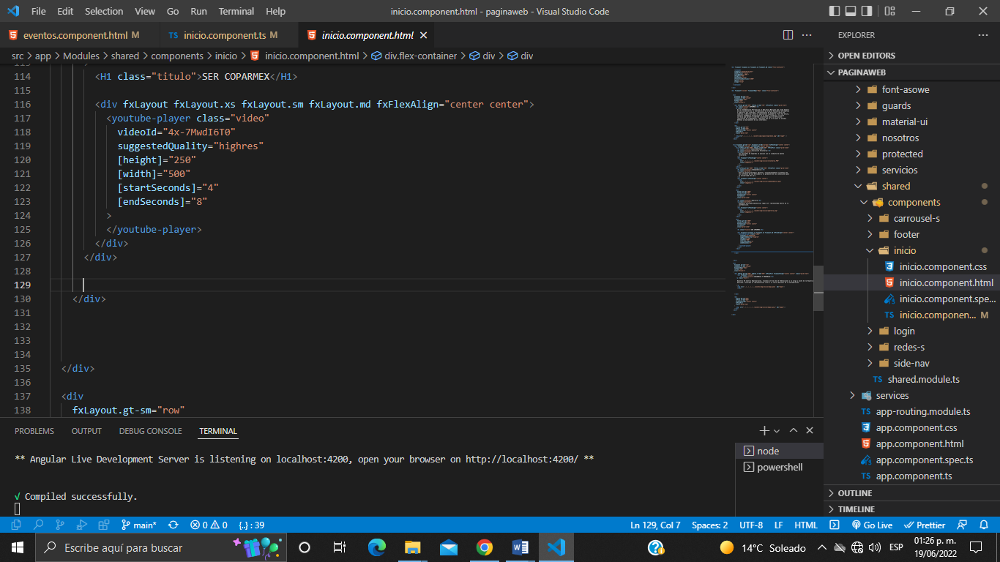 File Edit Selection View Go Run Terminal Help
inicio.component.html - paginaweb - Visual Studio Code
eventos.component.html M
TS inicio.component.ts M
inicio.component.html
EXPLORER
src > app > Modules > shared > components > inicio > inicio.component.html > div.flex-container > div > div
114 <H1 class="titulo">SER COPARMEX</H1>
115
116 <div fxLayout fxLayout.xs fxLayout.sm fxLayout.md fxFlexAlign="center center">
117 <youtube-player class="video"
118 videoId="4x-7MwdI6T0"
119 suggestedQuality="highres"
120 [height]="250"
121 [width]="500"
122 [startSeconds]="4"
123 [endSeconds]="8"
124 >
125 </youtube-player>
126 </div>
127 </div>
128
129
130 </div>
131
132
133
134
135 </div>
136
137 <div
138 fxLayout.gt-sm="row"
OPEN EDITORS
PAGINAWEB
font-asowe
guards
material-ui
nosotros
protected
servicios
shared
components
carrousel-s
footer
inicio
inicio.component.css
inicio.component.html
inicio.component.spe...
TS inicio.componen... M
login
redes-s
side-nav
TS shared.module.ts
services
TS app-routing.module.ts
app.component.css
app.component.html
app.component.spec.ts
TS app.component.ts
OUTLINE
TIMELINE
PROBLEMS OUTPUT DEBUG CONSOLE TERMINAL
** Angular Live Development Server is listening on localhost:4200, open your browser on http://localhost:4200/ **
√ Compiled successfully.
node
powershell
main* 0 0 {..} : 39
Ln 129, Col 7 Spaces: 2 UTF-8 LF HTML Go Live Prettier
Escribe aquí para buscar
14°C Soleado
ESP
01:26 p. m.
19/06/2022